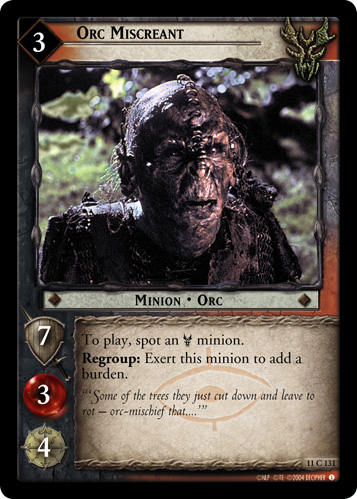 3
ORC MISCREANT
MINION • ORC
7
To play, spot an minion.
Regroup: Exert this minion to add a
burden.
3
"'Some of the trees they just cut down and leave to
rot – orc-mischief that....'"
4
11 C 131
©NLP ©TE ©2004 DECIPHER